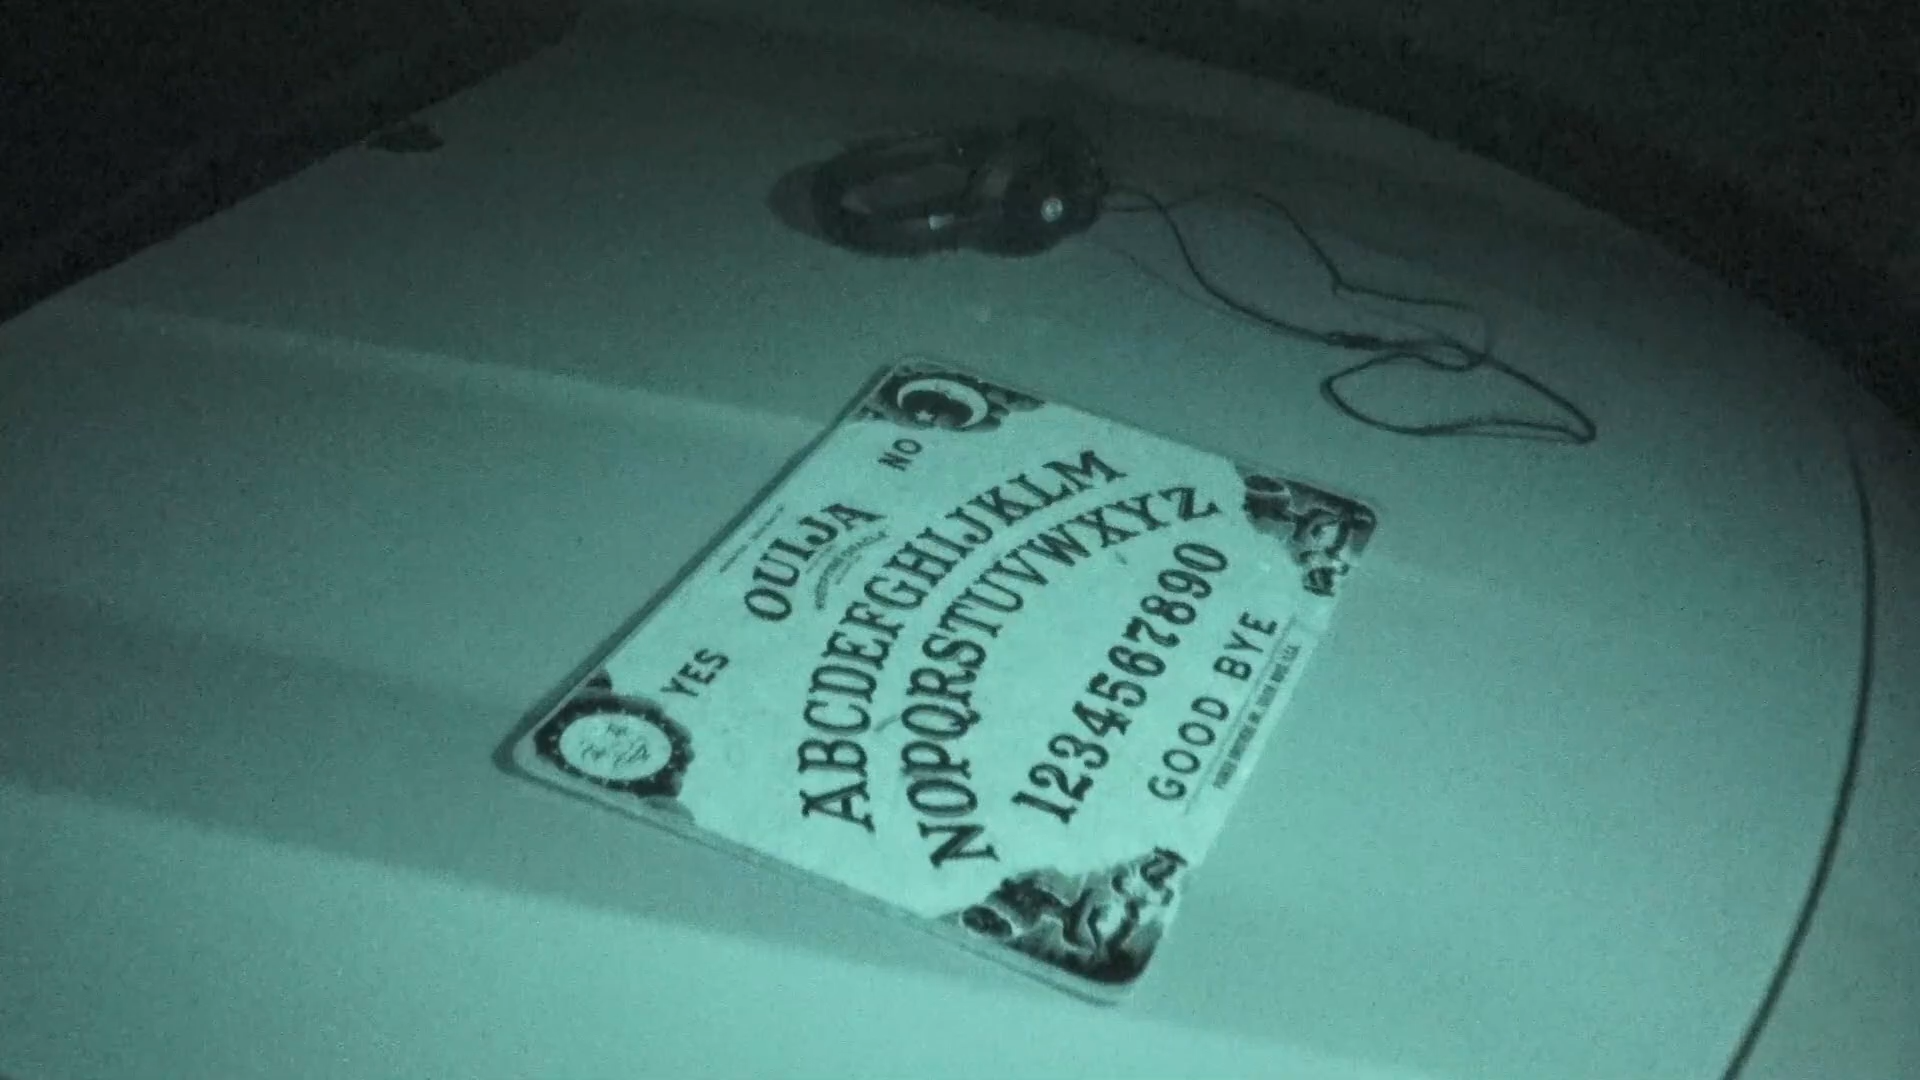 YES NO
OUIJA
ABCDEFGHIJKLM
NOPQRSTUVWXYZ
1234567890
GOOD BYE